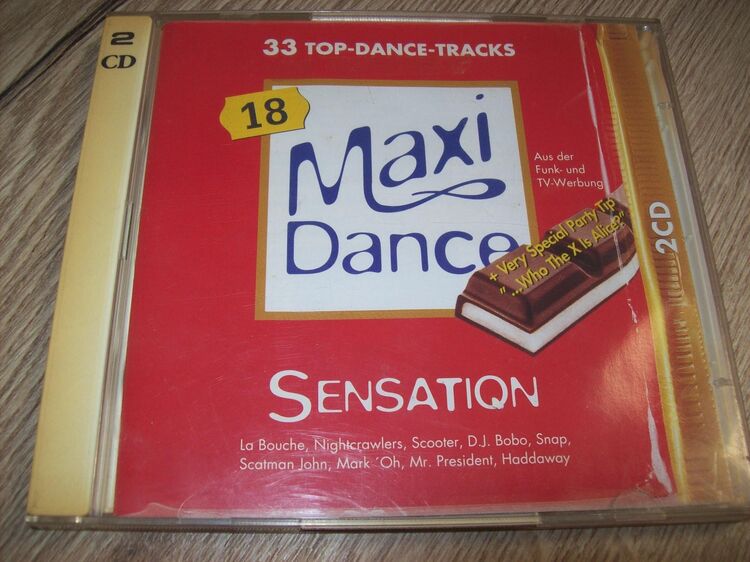 2
CD
33 TOP-DANCE-TRACKS
18
Maxi
Dance
Aus der
Funk- und
TV-Werbung
+ Very Special Party Tip
"...Who The X Is Alice?"
2CD
SENSATION
La Bouche, Nightcrawlers, Scooter, D.J. Bobo, Snap,
Scatman John, Mark ´Oh, Mr. President, Haddaway